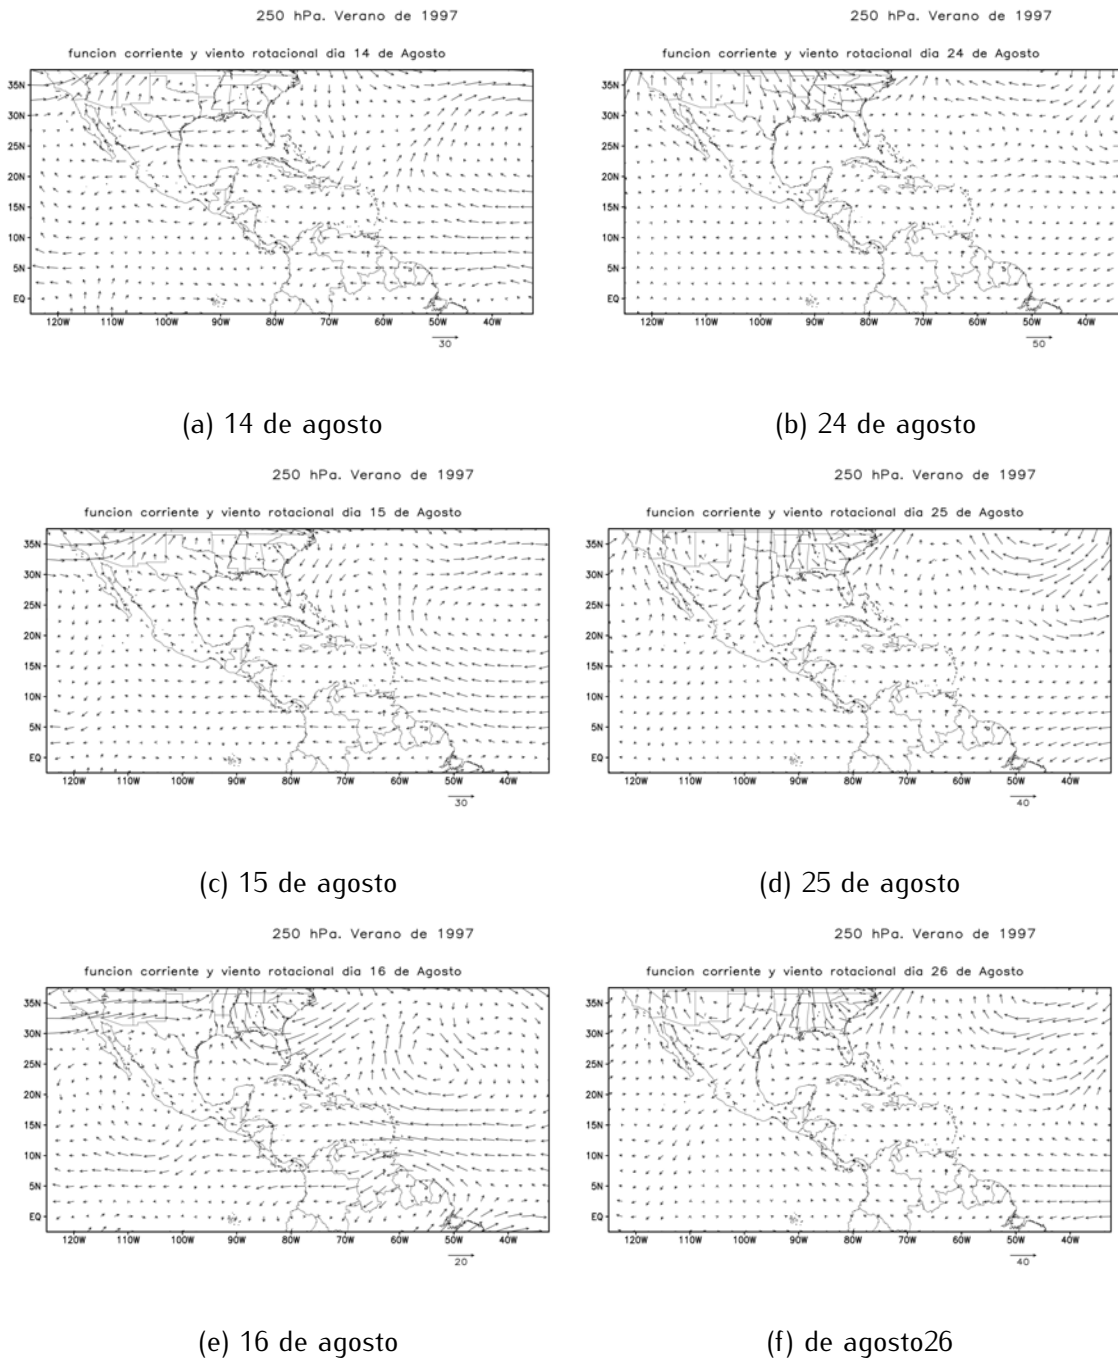 250 hPa. Verano de 1997
funcion corriente y viento rotacional dia 14 de Agosto
35N
30N
25N
20N
15N
10N
5N
EQ
120W 110W 100W 90W 80W 70W 60W 50W 40W
30
(a) 14 de agosto
250 hPa. Verano de 1997
funcion corriente y viento rotacional dia 24 de Agosto
35N
30N
25N
20N
15N
10N
5N
EQ
120W 110W 100W 90W 80W 70W 60W 50W 40W
50
(b) 24 de agosto
250 hPa. Verano de 1997
funcion corriente y viento rotacional dia 15 de Agosto
35N
30N
25N
20N
15N
10N
5N
EQ
120W 110W 100W 90W 80W 70W 60W 50W 40W
30
(c) 15 de agosto
250 hPa. Verano de 1997
funcion corriente y viento rotacional dia 25 de Agosto
35N
30N
25N
20N
15N
10N
5N
EQ
120W 110W 100W 90W 80W 70W 60W 50W 40W
40
(d) 25 de agosto
250 hPa. Verano de 1997
funcion corriente y viento rotacional dia 16 de Agosto
35N
30N
25N
20N
15N
10N
5N
EQ
120W 110W 100W 90W 80W 70W 60W 50W 40W
20
(e) 16 de agosto
250 hPa. Verano de 1997
funcion corriente y viento rotacional dia 26 de Agosto
35N
30N
25N
20N
15N
10N
5N
EQ
120W 110W 100W 90W 80W 70W 60W 50W 40W
40
(f) de agosto26